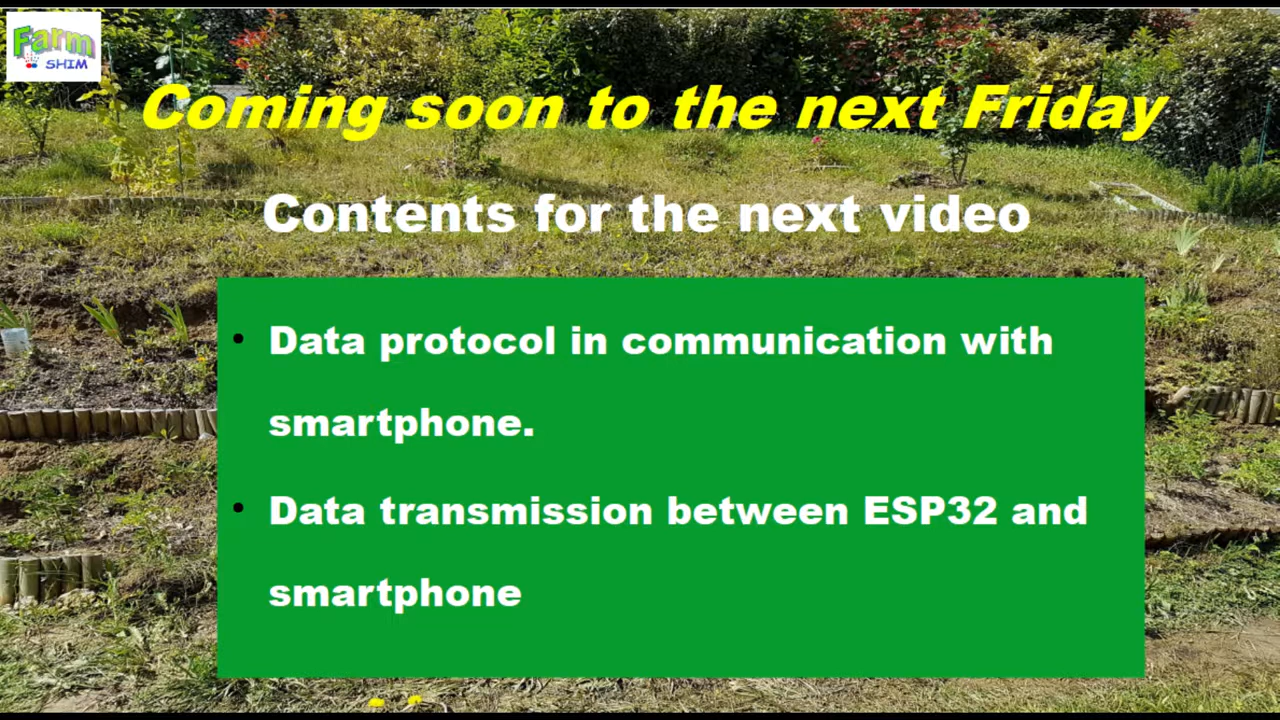 Farm
SHIM
Coming soon to the next Friday
Contents for the next video
• Data protocol in communication with
smartphone.
• Data transmission between ESP32 and
smartphone